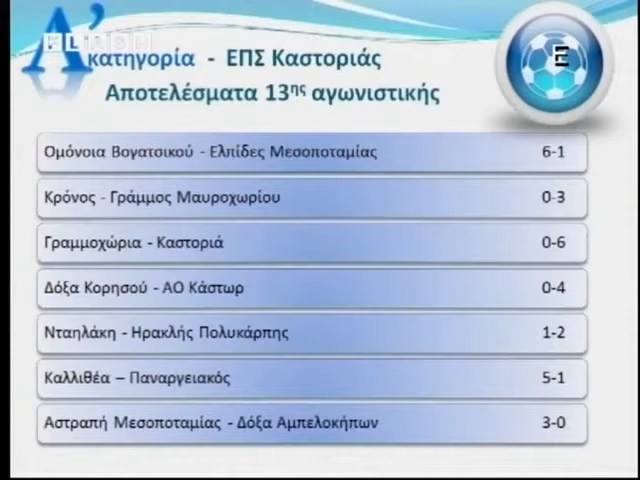 Α' κατηγορία - ΕΠΣ Καστοριάς
Αποτελέσματα 13ης αγωνιστικής
Ε
Ομόνοια Βογατσικού - Ελπίδες Μεσοποταμίας 6-1
Κρόνος - Γράμμος Μαυροχωρίου 0-3
Γραμμοχώρια - Καστοριά 0-6
Δόξα Κορησού - ΑΟ Κάστωρ 0-4
Νταηλάκη - Ηρακλής Πολυκάρπης 1-2
Καλλιθέα – Παναργειακός 5-1
Αστραπή Μεσοποταμίας - Δόξα Αμπελοκήπων 3-0